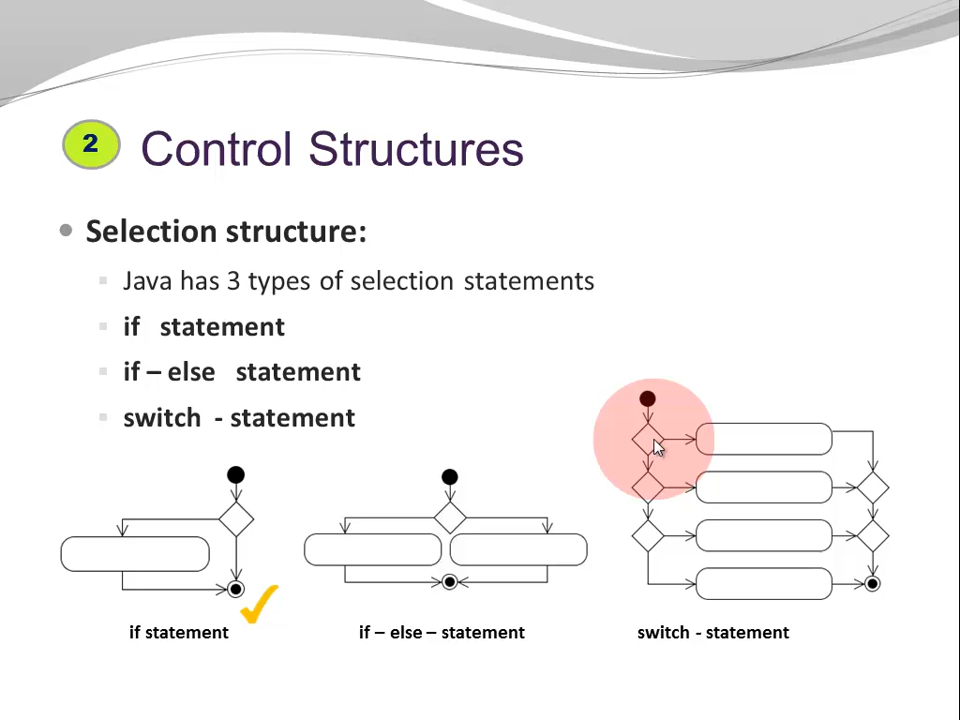 2 Control Structures
Selection structure:
Java has 3 types of selection statements
if statement
if – else statement
switch - statement
if statement
if – else – statement
switch - statement